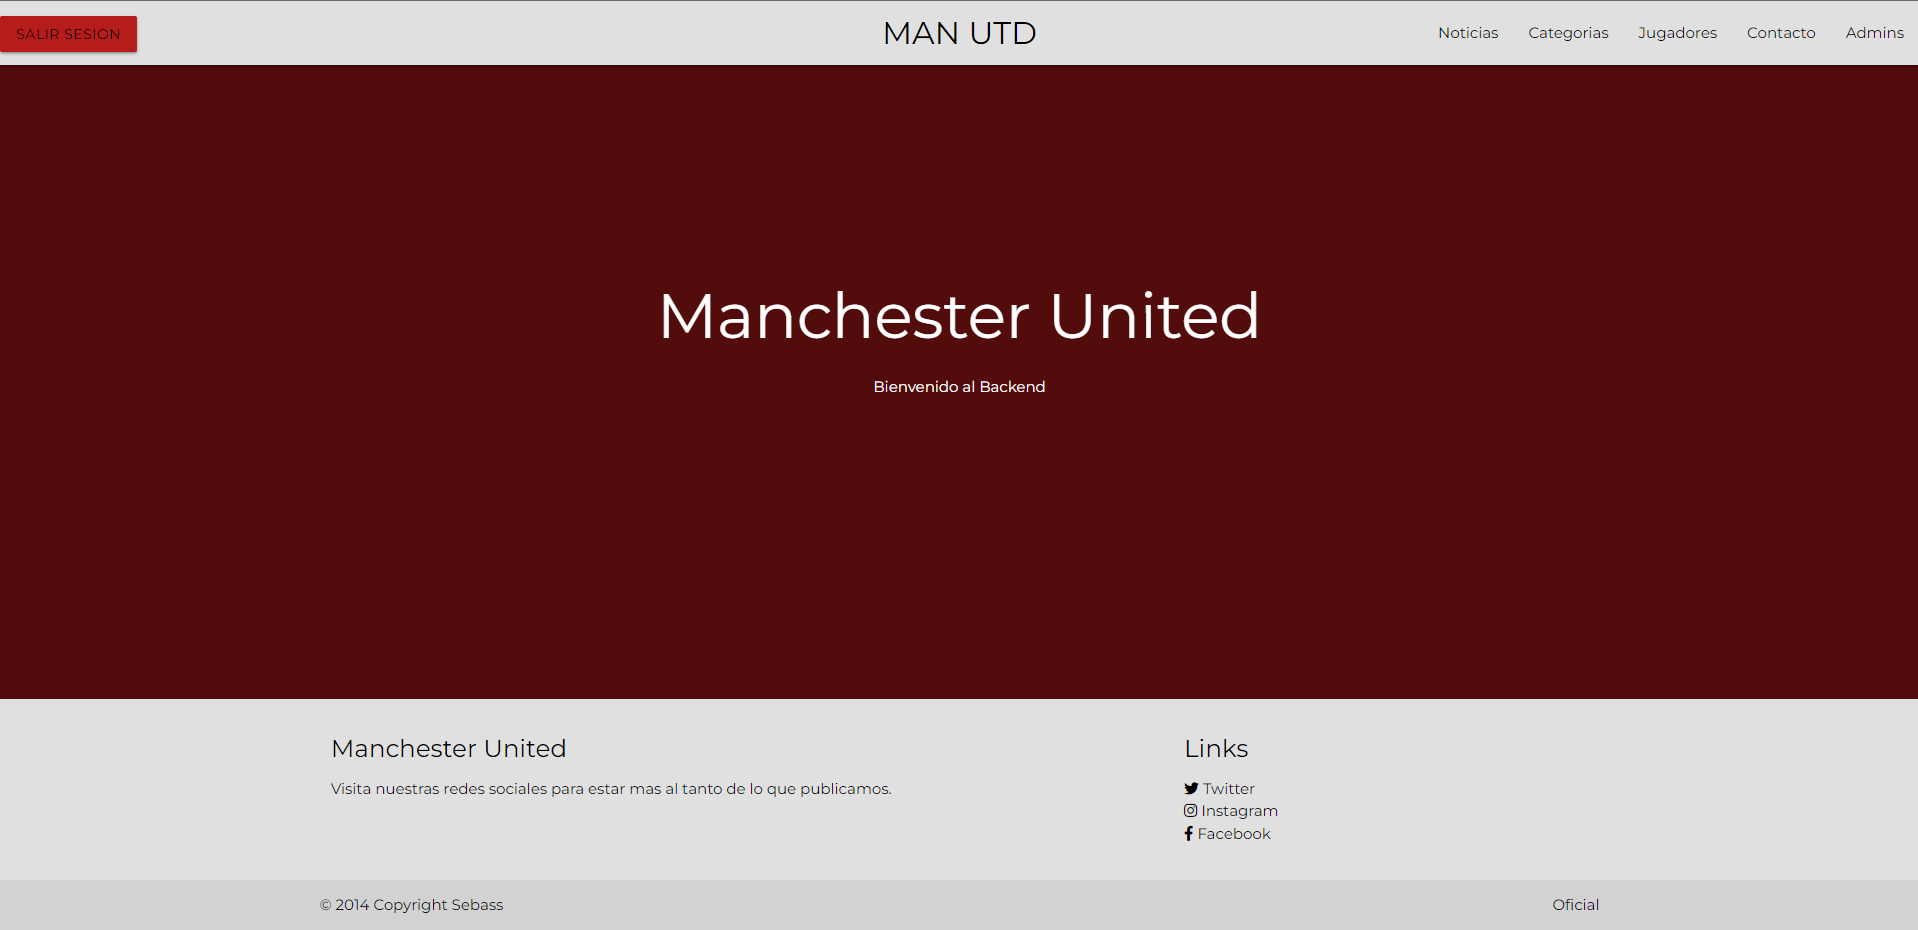 SALIR SESION
MAN UTD
Noticias Categorias Jugadores Contacto Admins
Manchester United
Bienvenido al Backend
Manchester United
Visita nuestras redes sociales para estar mas al tanto de lo que publicamos.
Links
Twitter
Instagram
Facebook
© 2014 Copyright Sebass
Oficial